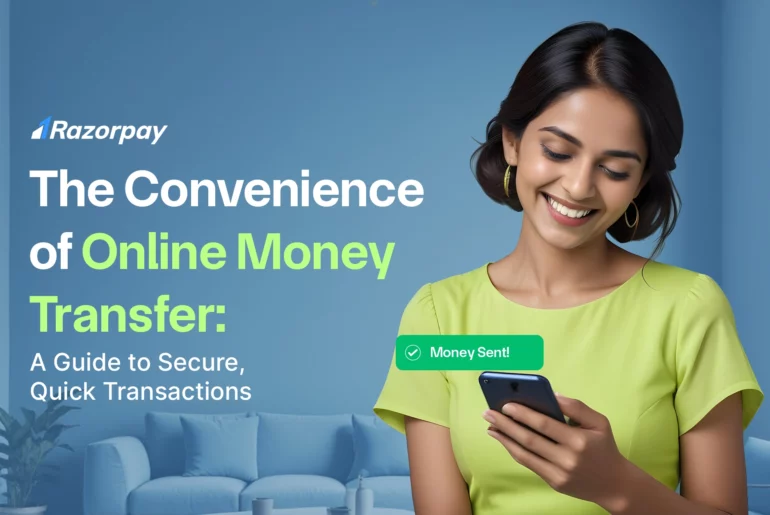 Razorpay
The Convenience
of Online Money
Transfer:
A Guide to Secure,
Quick Transactions
Money Sent!